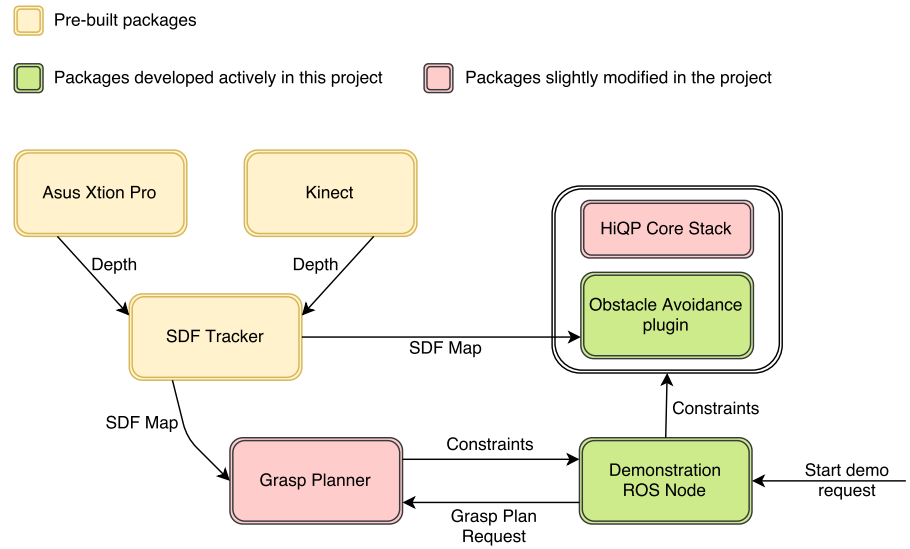 Pre-built packages
Packages developed actively in this project
Packages slightly modified in the project
Asus Xtion Pro
Kinect
HiQP Core Stack
Depth
Depth
Obstacle Avoidance
plugin
SDF Tracker
SDF Map
SDF Map
Constraints
Constraints
Grasp Planner
Demonstration
ROS Node
Start demo
request
Grasp Plan
Request